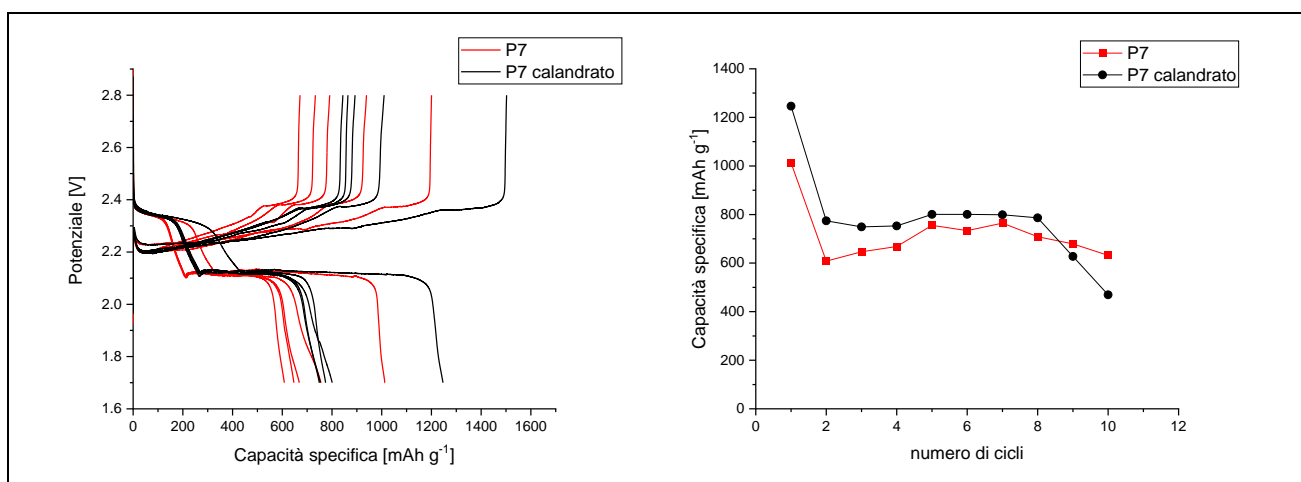 P7
P7 calandrato
2.8
2.6
2.4
2.2
2.0
1.8
1.6
Potenziale [V]
0 200 400 600 800 1000 1200 1400 1600
Capacità specifica [mAh g⁻¹]
P7
P7 calandrato
1400
1200
1000
800
600
400
200
0
Capacità specifica [mAh g⁻¹]
0 2 4 6 8 10 12
numero di cicli